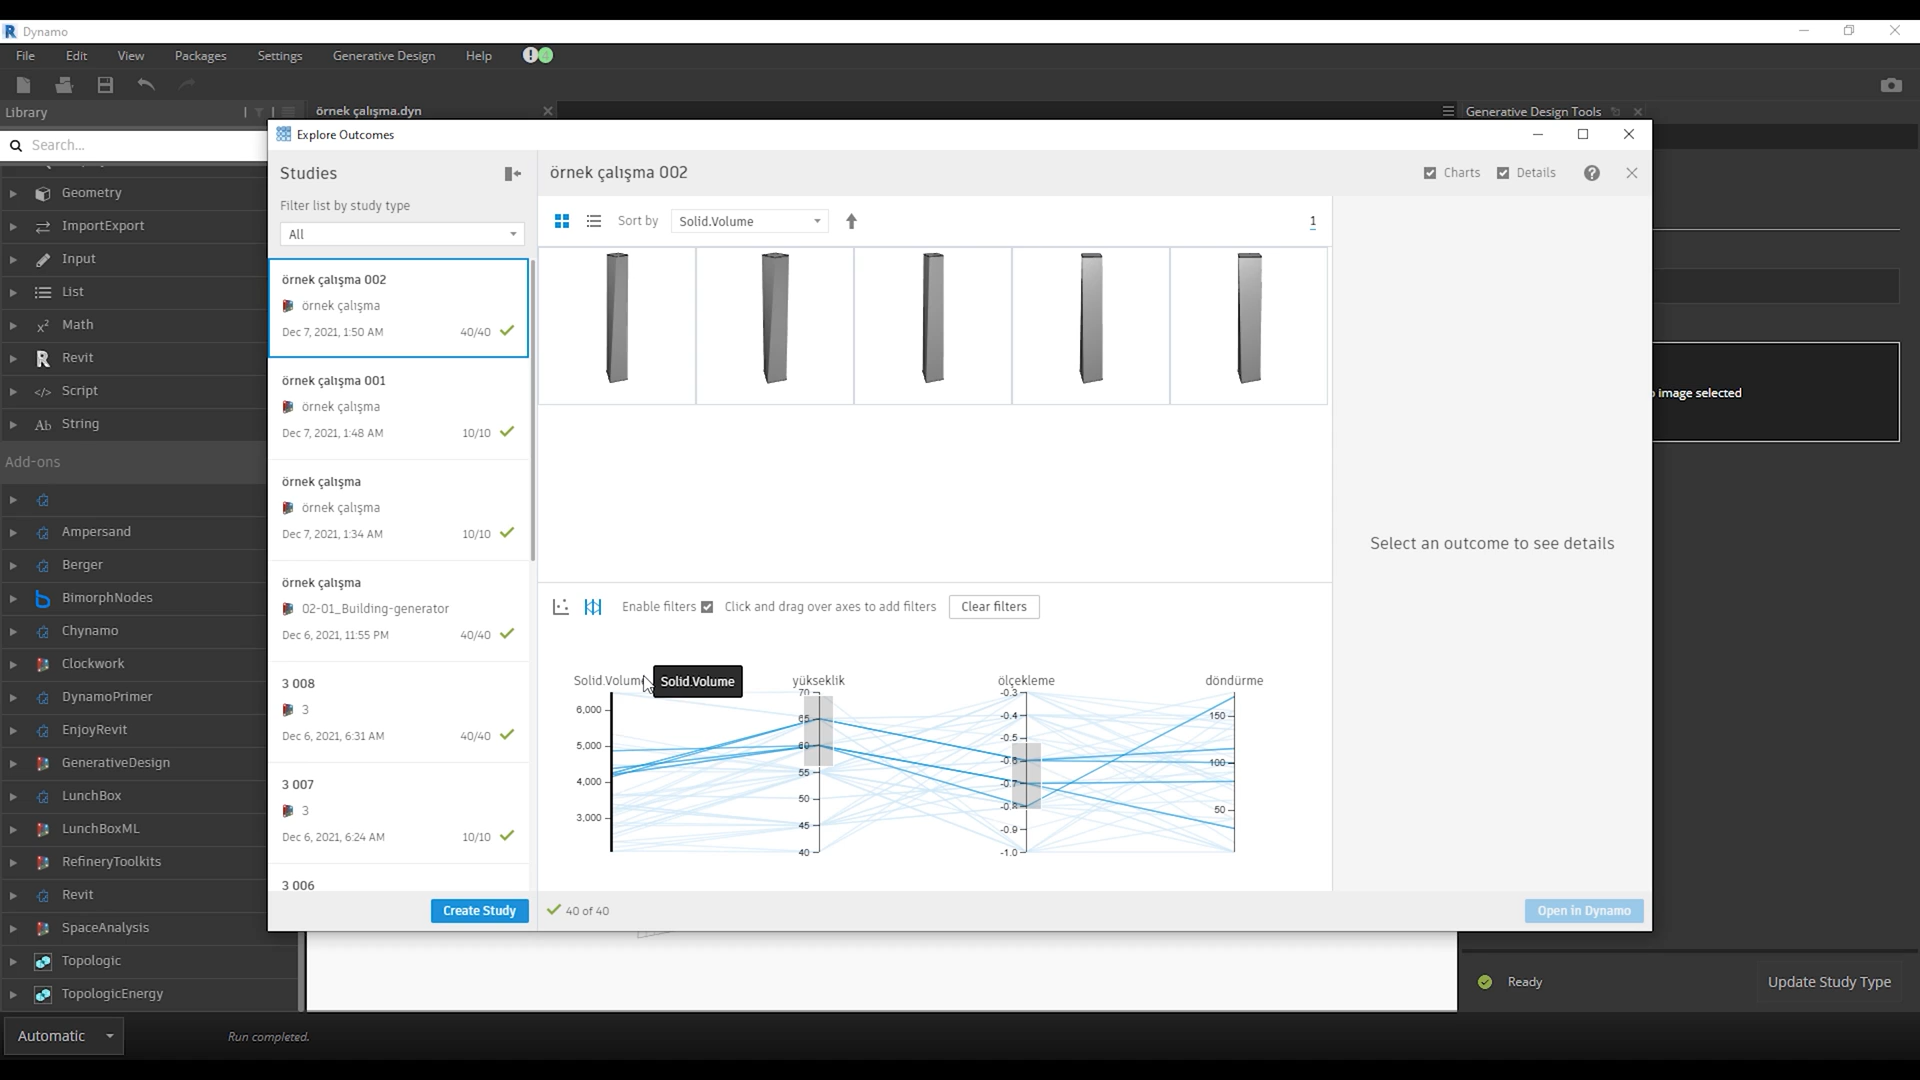 Dynamo
File Edit View Packages Settings Generative Design Help
Library
örnek çalışma.dyn
Generative Design Tools
Search...
Geometry
ImportExport
Input
List
Math
Revit
Script
Ab String
Add-ons
Ampersand
Berger
BimorphNodes
Chynamo
Clockwork
DynamoPrimer
EnjoyRevit
GenerativeDesign
LunchBox
LunchBoxML
RefineryToolkits
Revit
SpaceAnalysis
Topologic
TopologicEnergy
Automatic
Run completed.
Explore Outcomes
Studies
Filter list by study type
All
örnek çalışma 002
örnek çalışma
Dec 7, 2021, 1:50 AM 40/40
örnek çalışma 001
örnek çalışma
Dec 7, 2021, 1:48 AM 10/10
örnek çalışma
örnek çalışma
Dec 7, 2021, 1:34 AM 10/10
örnek çalışma
02-01_Building-generator
Dec 6, 2021, 11:55 PM 40/40
3 008
3
Dec 6, 2021, 6:31 AM 40/40
3 007
3
Dec 6, 2021, 6:24 AM 10/10
3 006
Create Study
örnek çalışma 002
Charts Details
Sort by Solid.Volume 1
Enable filters Click and drag over axes to add filters Clear filters
Solid.Volume Solid.Volume yükseklik ölçekleme döndürme
6,000
5,000
4,000
3,000
70
65
60
55
50
45
40
-0.3
-0.4
-0.5
-0.6
-0.7
-0.8
-0.9
-1.0
150
100
50
40 of 40
Select an outcome to see details
Open in Dynamo
image selected
Ready
Update Study Type